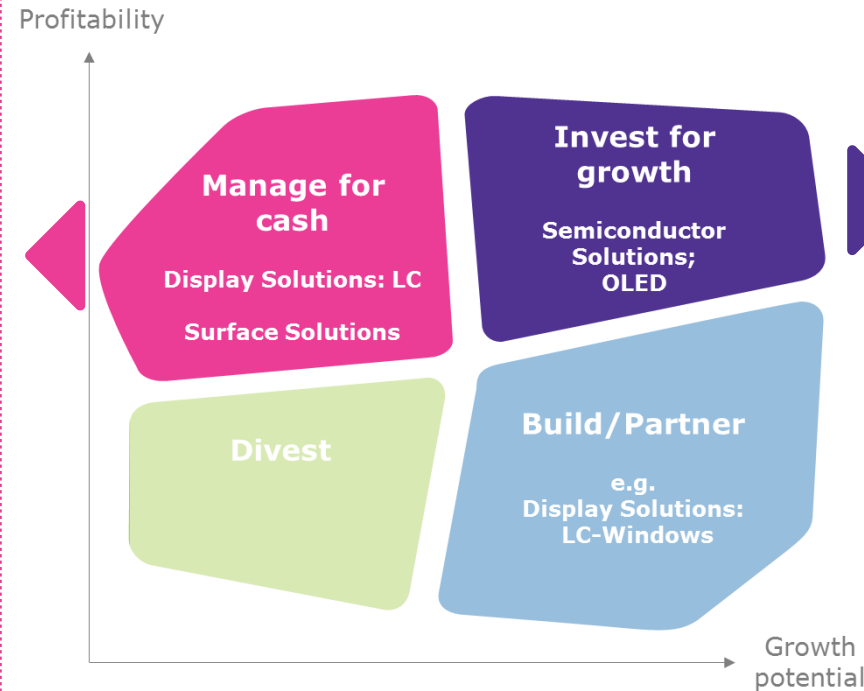 Profitability
Manage for
cash
Display Solutions: LC
Surface Solutions
Invest for
growth
Semiconductor
Solutions;
OLED
Divest
Build/Partner
e.g.
Display Solutions:
LC-Windows
Growth
potential